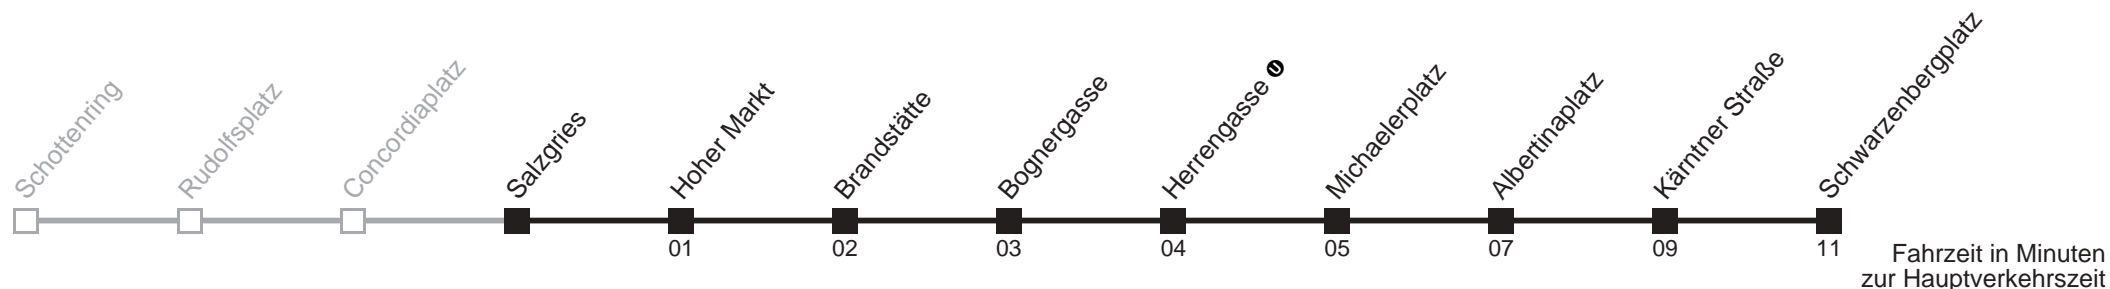 Schottenring
Rudolfsplatz
Concordiaplatz
Salzgries
Hoher Markt
Brandstätte
Bognergasse
Herrengasse U
Michaelerplatz
Albertinaplatz
Kärntner Straße
Schwarzenbergplatz
01 02 03 04 05 07 09 11
Fahrzeit in Minuten
zur Hauptverkehrszeit